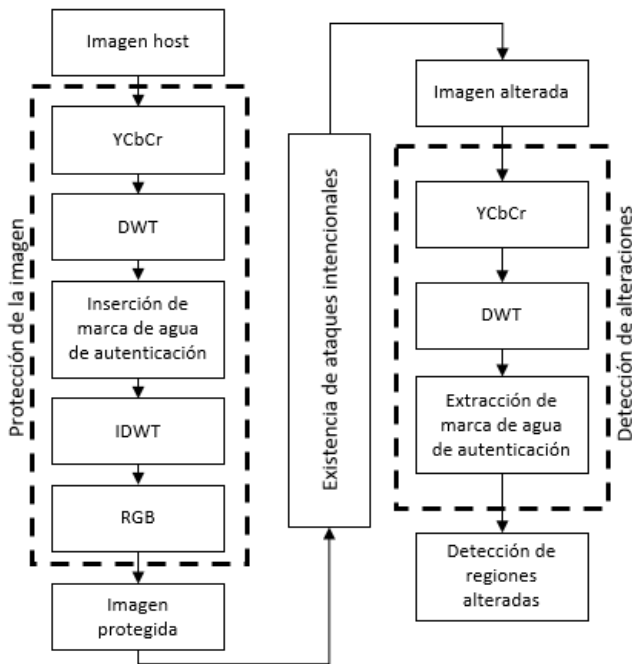 Imagen host
Protección de la imagen
YCbCr
DWT
Inserción de
marca de agua
de autenticación
IDWT
RGB
Imagen
protegida
Existencia de ataques intencionales
Imagen alterada
Detección de alteraciones
YCbCr
DWT
Extracción de
marca de agua
de autenticación
Detección de
regiones
alteradas